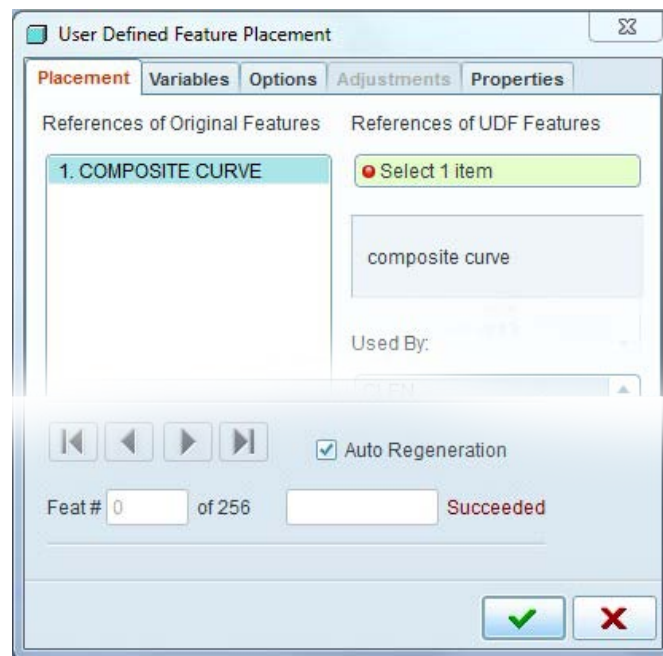 User Defined Feature Placement
Placement Variables Options Adjustments Properties
References of Original Features References of UDF Features
1. COMPOSITE CURVE Select 1 item
composite curve
Used By:
Auto Regeneration
Feat # 0 of 256 Succeeded